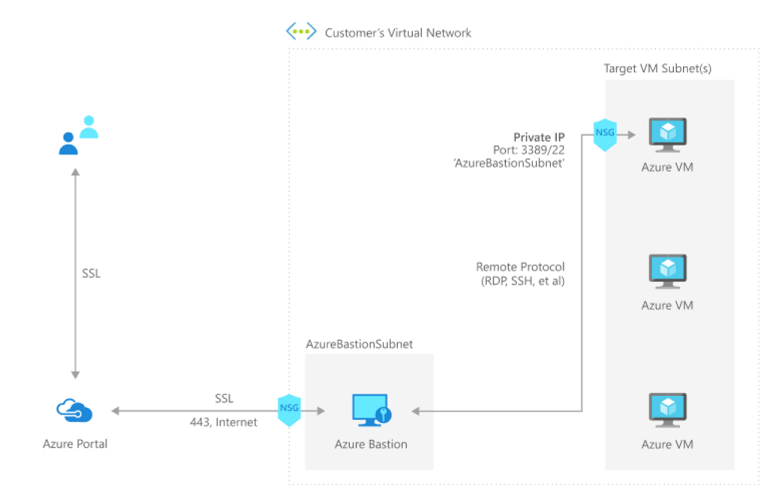 Customer's Virtual Network
Target VM Subnet(s)
Private IP
Port: 3389/22
'AzureBastionSubnet'
NSG
Azure VM
SSL
Remote Protocol
(RDP, SSH, et al)
Azure VM
AzureBastionSubnet
SSL
443, Internet
NSG
Azure Portal
Azure Bastion
Azure VM